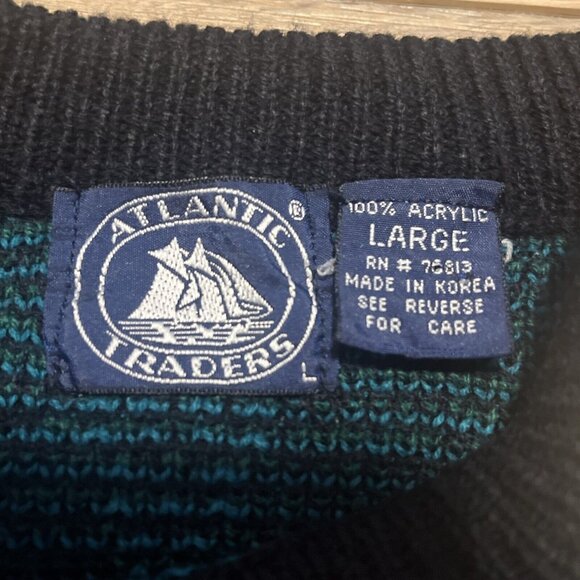 ATLANTIC ®
TRADERS
L
100% ACRYLIC
LARGE
RN # 76813
MADE IN KOREA
SEE REVERSE
FOR CARE